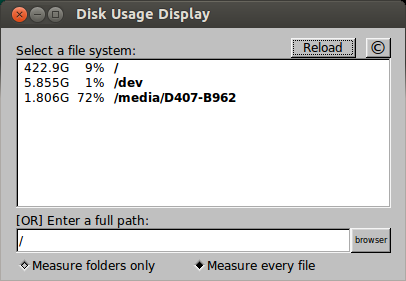 Disk Usage Display
Select a file system:
Reload
©
422.9G 9% /
5.855G 1% /dev
1.806G 72% /media/D407-B962
[OR] Enter a full path:
/
browser
Measure folders only
Measure every file